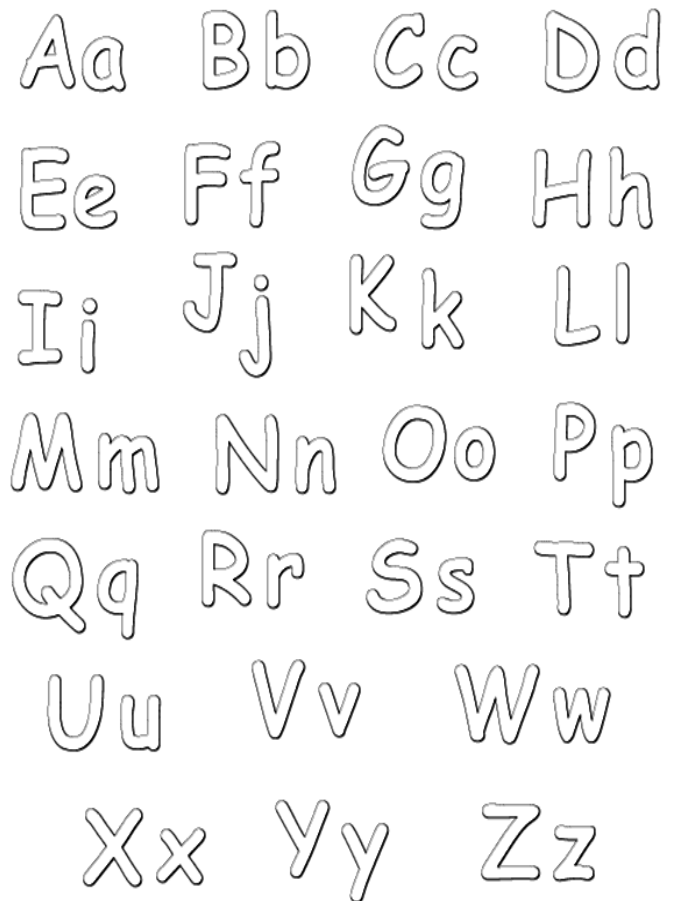 Aa Bb Cc Dd
Ee Ff Gg Hh
Ii Jj Kk Ll
Mm Nn Oo Pp
Qq Rr Ss Tt
Uu Vv Ww
Xx Yy Zz